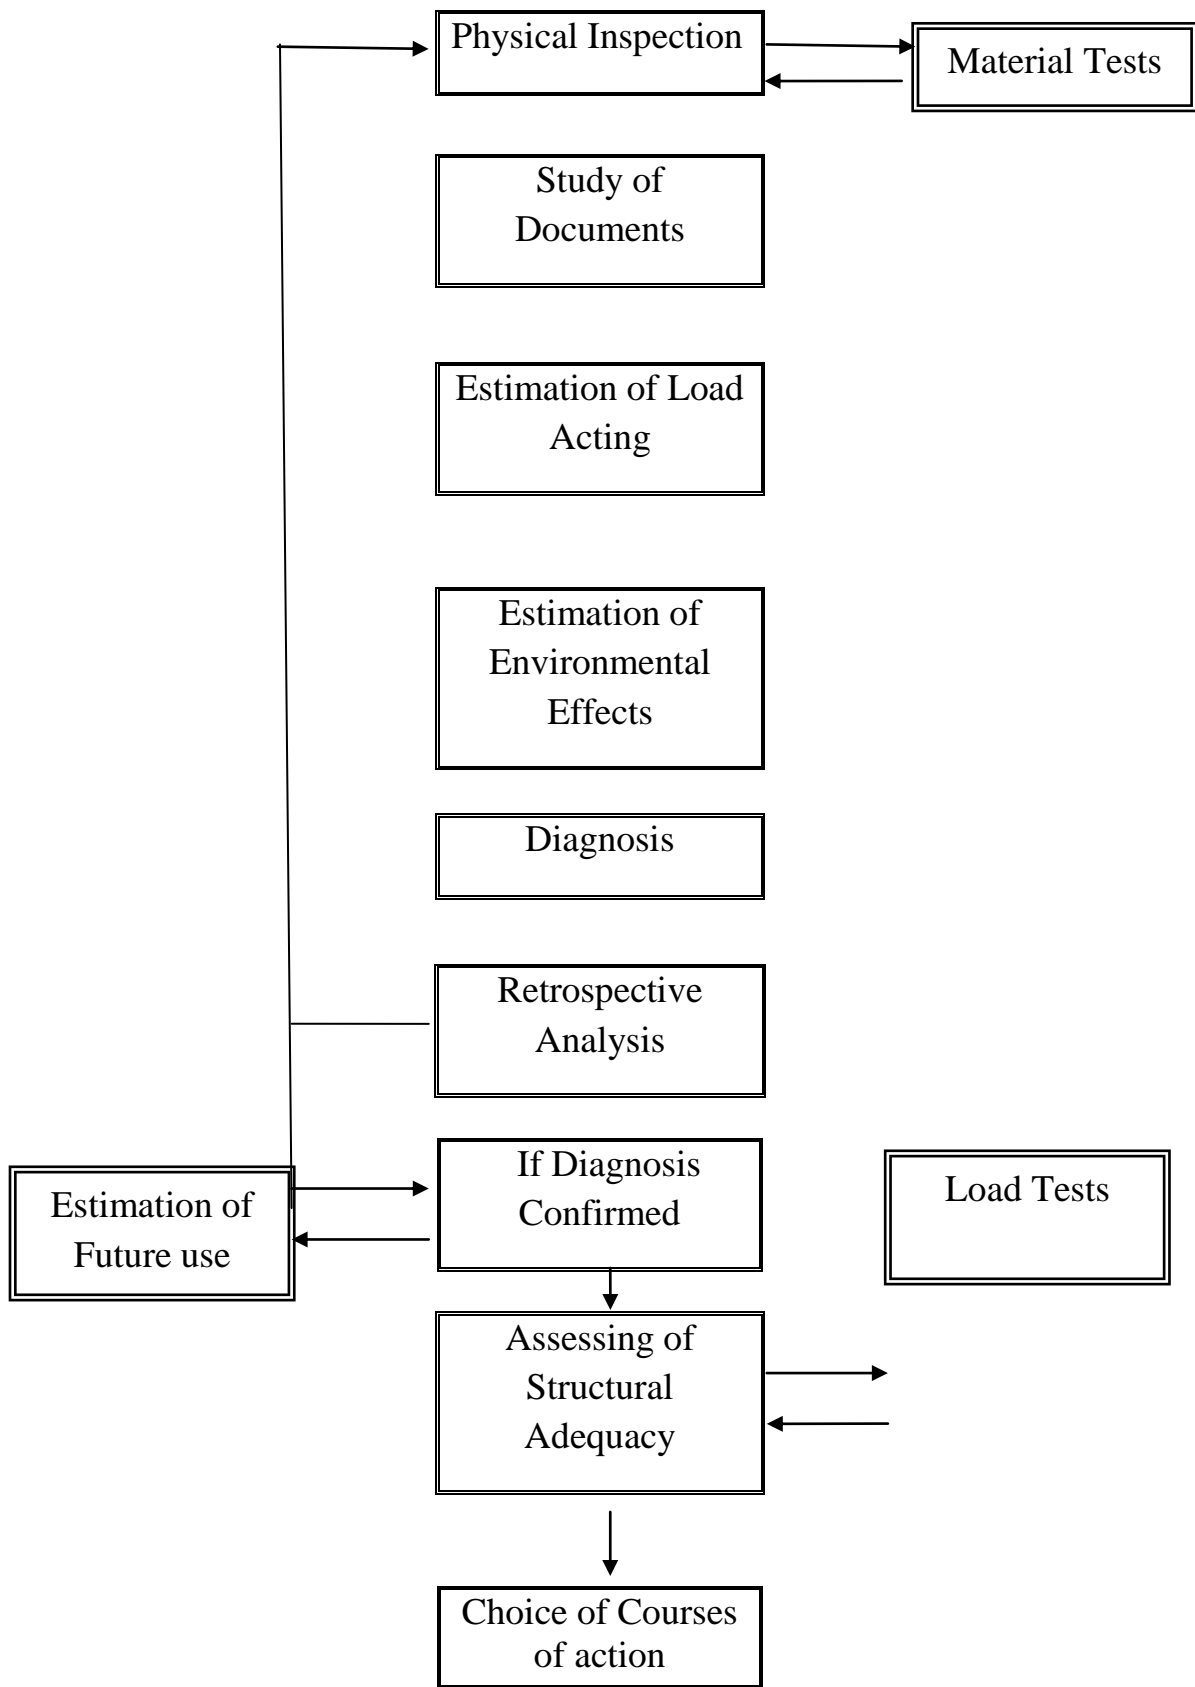 Physical Inspection
Material Tests
Study of
Documents
Estimation of Load
Acting
Estimation of
Environmental
Effects
Diagnosis
Retrospective
Analysis
If Diagnosis
Confirmed
Load Tests
Estimation of
Future use
Assessing of
Structural
Adequacy
Choice of Courses
of action